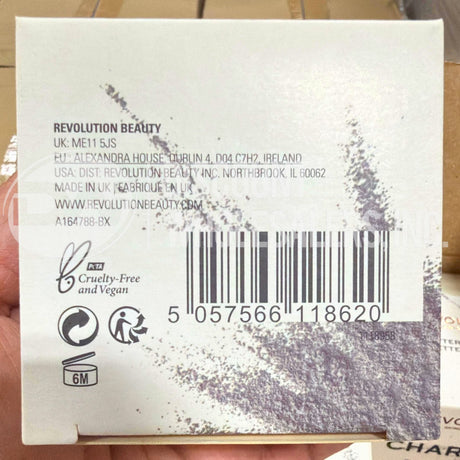 REVOLUTION BEAUTY
UK: ME11 5JS
EU: ALEXANDRA HOUSE, DUBLIN 4, D04 C7H2, IRELAND
USA: DIST: REVOLUTION BEAUTY INC. NORTHBROOK, IL 60062
MADE IN UK / FABRIQUÉ EN UK
WWW.REVOLUTIONBEAUTY.COM
A164788-BX
PETA
Cruelty-Free
and Vegan
5 057566 118620
6M
CHAR